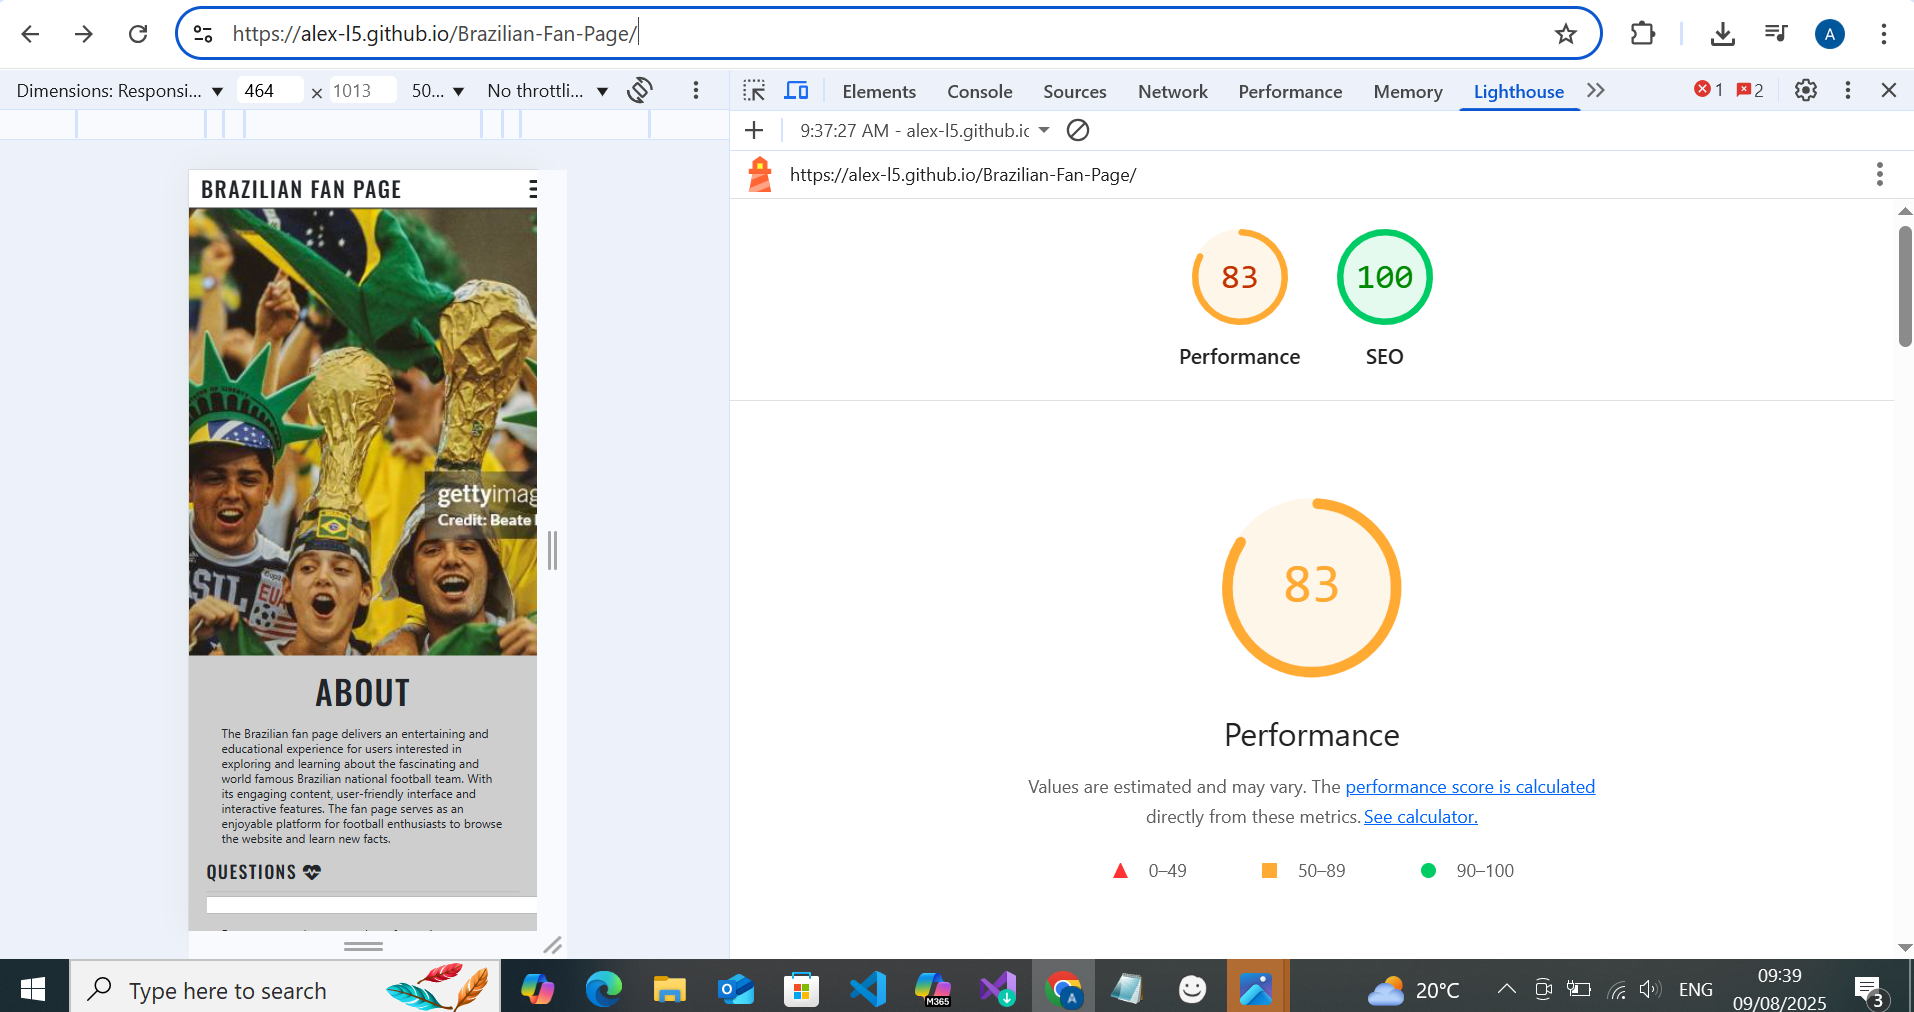 https://alex-l5.github.io/Brazilian-Fan-Page/
A
Dimensions: Responsi... 464 × 1013 50... No throttli...
Elements Console Sources Network Performance Memory Lighthouse 1 2
9:37:27 AM - alex-l5.github.ic
https://alex-l5.github.io/Brazilian-Fan-Page/
BRAZILIAN FAN PAGE
gettyimag
Credit: Beate
SIL
EU
ABOUT
The Brazilian fan page delivers an entertaining and
educational experience for users interested in
exploring and learning about the fascinating and
world famous Brazilian national football team. With
its engaging content, user-friendly interface and
interactive features. The fan page serves as an
enjoyable platform for football enthusiasts to browse
the website and learn new facts.
QUESTIONS
83
Performance
100
SEO
83
Performance
Values are estimated and may vary. The performance score is calculated
directly from these metrics. See calculator.
0–49 50–89 90–100
Type here to search
M365
A
20°C
ENG
09:39
09/08/2025
3